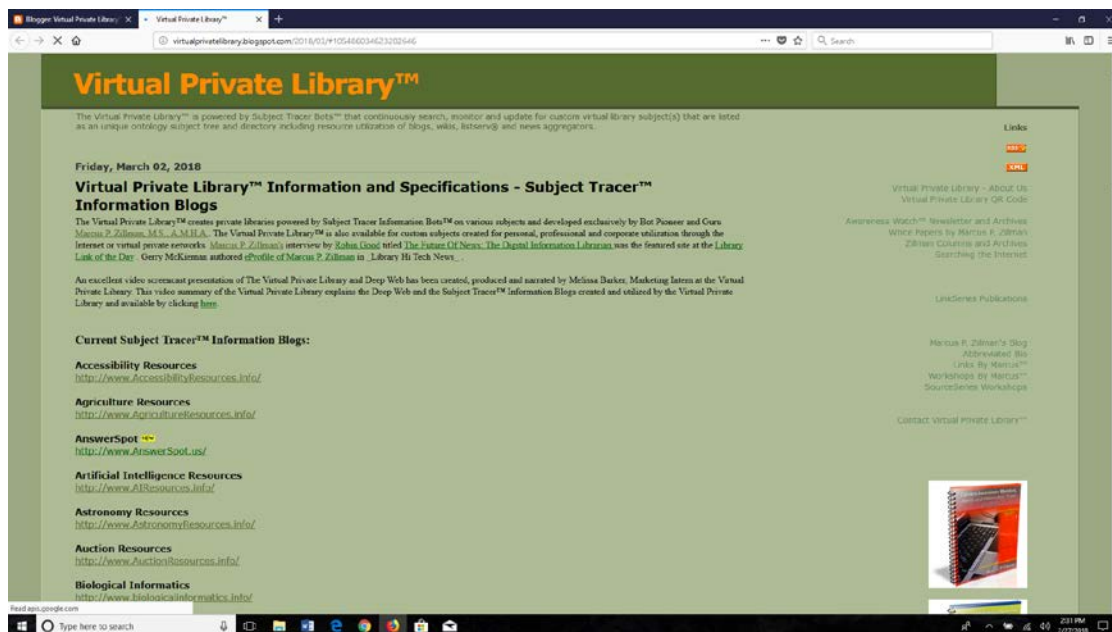 Blogger: Virtual Private Library
Virtual Private Library™
virtualprivatelibrary.blogspot.com/2018/03/#105486034623202646
Search
Virtual Private Library™
The Virtual Private Library™ is powered by Subject Tracer Bots™ that continuously search, monitor and update for custom virtual library subject(s) that are listed
as an unique ontology subject tree and directory including resource utilization of blogs, wikis, listserv® and news aggregators.
Links
XML
Friday, March 02, 2018
Virtual Private Library™ Information and Specifications - Subject Tracer™
Information Blogs
The Virtual Private Library™ creates private libraries powered by Subject Tracer Information Bots™ on various subjects and developed exclusively by Bot Pioneer and Guru
Marcus P. Zillman, M.S., A.M.H.A. The Virtual Private Library™ is also available for custom subjects created for personal, professional and corporate utilization through the
Internet or virtual private networks. Marcus P. Zillman's interview by Robin Good titled The Future Of News: The Digital Information Librarian was the featured site at the Library
Link of the Day . Gerry McKiernan authored eProfile of Marcus P. Zillman in _Library Hi Tech News_ .
An excellent video screencast presentation of The Virtual Private Library and Deep Web has been created, produced and narrated by Melissa Barker, Marketing Intern at the Virtual
Private Library. This video summary of the Virtual Private Library explains the Deep Web and the Subject Tracer™ Information Blogs created and utilized by the Virtual Private
Library and available by clicking here.
Current Subject Tracer™ Information Blogs:
Accessibility Resources
http://www.AccessibilityResources.info/
Agriculture Resources
http://www.AgricultureResources.info/
AnswerSpot NEW
http://www.AnswerSpot.us/
Artificial Intelligence Resources
http://www.AIResources.info/
Astronomy Resources
http://www.AstronomyResources.info/
Auction Resources
http://www.AuctionResources.info/
Biological Informatics
http://www.biologicalinformatics.info/
Virtual Private Library - About Us
Virtual Private Library QR Code
Awareness Watch™ Newsletter and Archives
White Papers by Marcus P. Zillman
Zillman Columns and Archives
Searching the Internet
LinkSeries Publications
Marcus P. Zillman's Blog
Abbreviated Bio
Links By Marcus™
Workshops By Marcus™
SourceSeries Workshops
Contact Virtual Private Library™
Read apis.google.com
Type here to search
2:31 PM
2/27/2018